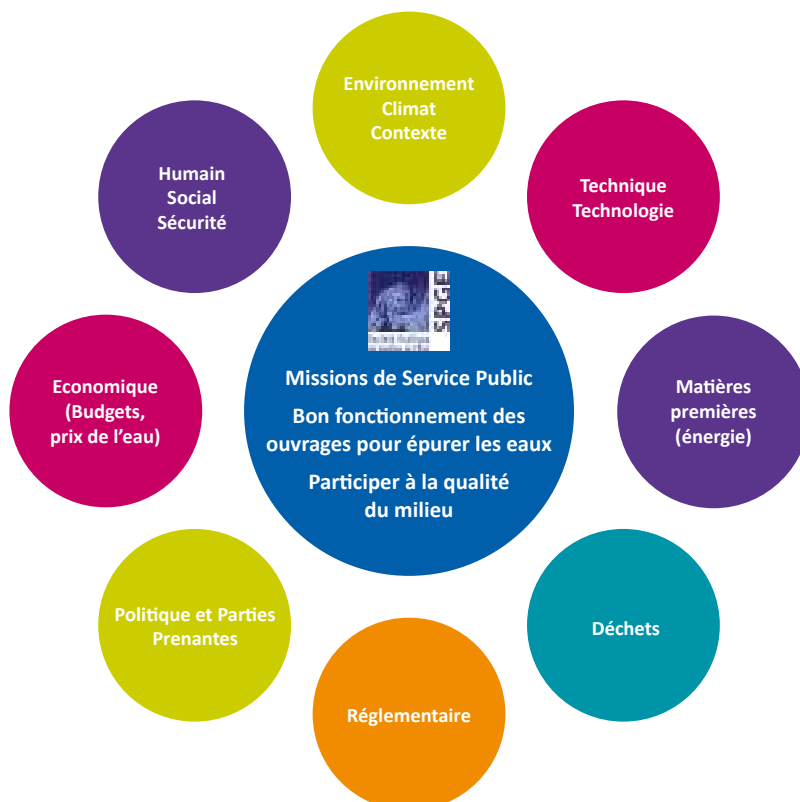 Environnement
Climat
Contexte
Technique
Technologie
Humain
Social
Sécurité
SPGE
Missions de Service Public
Bon fonctionnement des
ouvrages pour épurer les eaux
Participer à la qualité
du milieu
Economique
(Budgets,
prix de l'eau)
Matières
premières
(énergie)
Politique et Parties
Prenantes
Déchets
Réglementaire